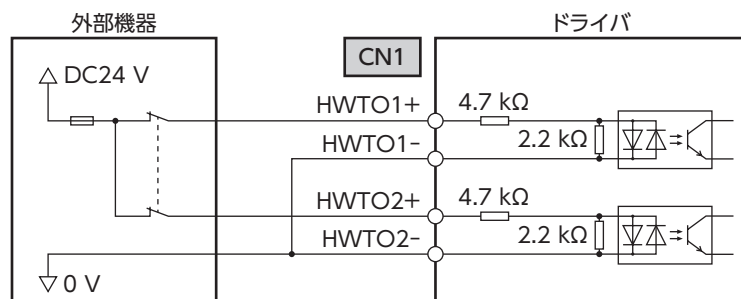 外部機器
ドライバ
CN1
DC24 V
HWTO1+
4.7 kΩ
HWTO1−
2.2 kΩ
HWTO2+
4.7 kΩ
HWTO2−
2.2 kΩ
0 V